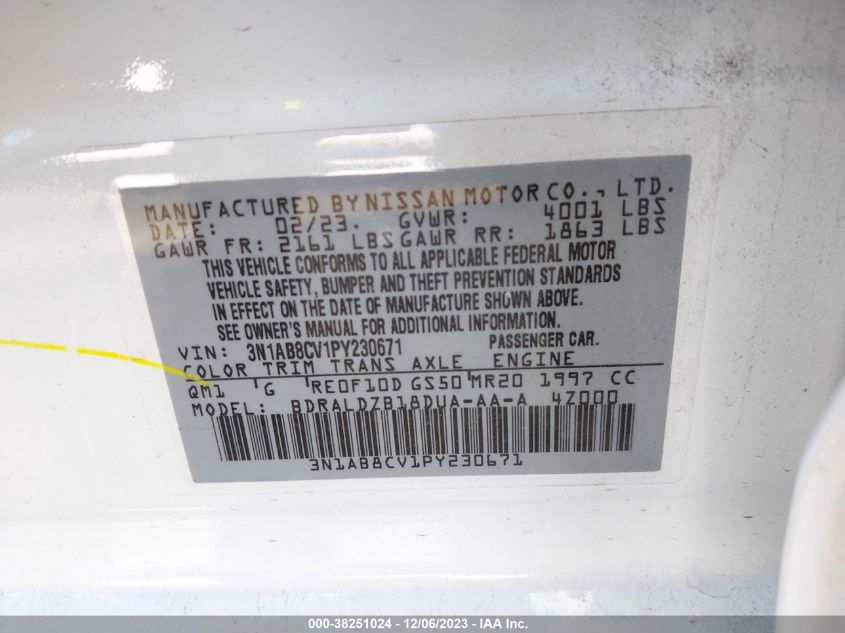 MANUFACTURED BY NISSAN MOTOR CO., LTD.
DATE: 02/23. GVWR: 4001 LBS
GAWR FR: 2161 LBS GAWR RR: 1863 LBS
THIS VEHICLE CONFORMS TO ALL APPLICABLE FEDERAL MOTOR
VEHICLE SAFETY, BUMPER AND THEFT PREVENTION STANDARDS
IN EFFECT ON THE DATE OF MANUFACTURE SHOWN ABOVE.
SEE OWNER'S MANUAL FOR ADDITIONAL INFORMATION.
VIN: 3N1AB8CV1PY230671 PASSENGER CAR.
COLOR TRIM TRANS AXLE ENGINE
QM1 G RE0F10D GS50 MR20 1997 CC
MODEL: BDRALDZB18DUA-AA-A 4Z000
3N1AB8CV1PY230671
000-38251024 - 12/06/2023 - IAA Inc.